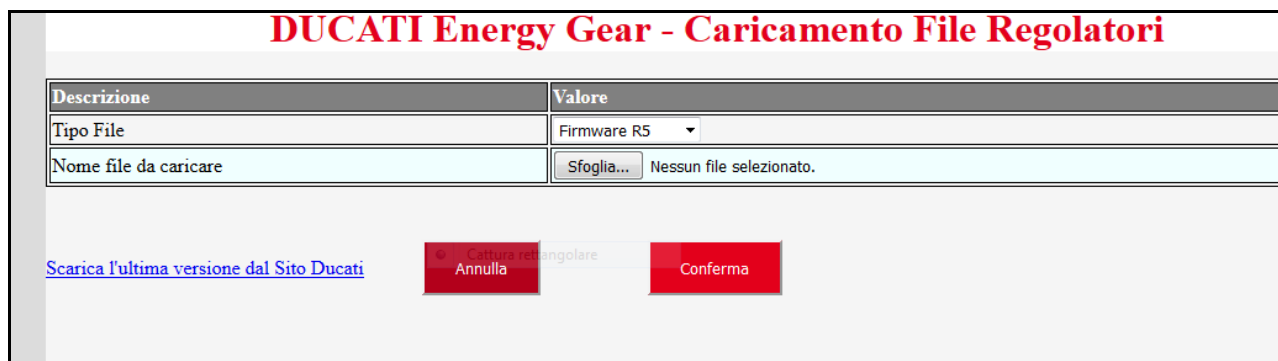 DUCATI Energy Gear - Caricamento File Regolatori
Descrizione Valore
Tipo File Firmware R5
Nome file da caricare Sfoglia... Nessun file selezionato.
Cattura rettangolare
Scarica l'ultima versione dal Sito Ducati Annulla Conferma